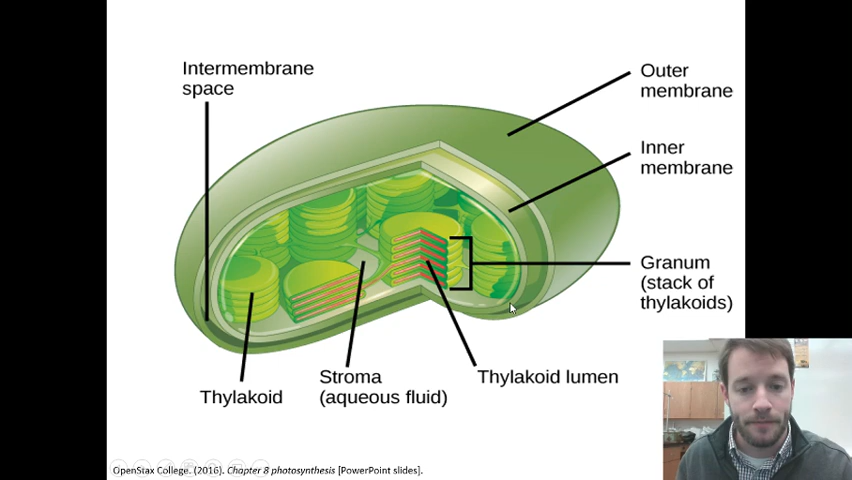 Intermembrane
space
Outer
membrane
Inner
membrane
Granum
(stack of
thylakoids)
Thylakoid
Stroma
(aqueous fluid)
Thylakoid lumen
OpenStax College. (2016). Chapter 8 photosynthesis [PowerPoint slides].